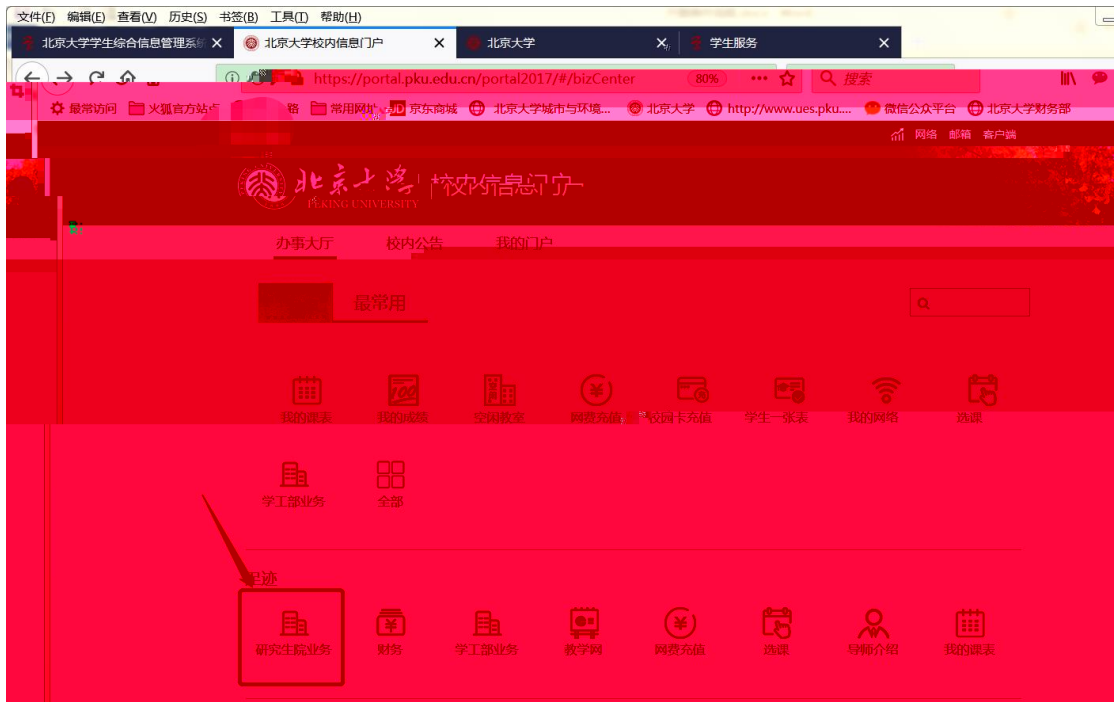 文件(F) 编辑(E) 查看(V) 历史(S) 书签(B) 工具(T) 帮助(H)
北京大学学生综合信息管理系统 北京大学校内信息门户 北京大学 学生服务
https://portal.pku.edu.cn/portal2017/#/bizCenter 80% 搜索
最常访问 火狐官方站点 常用网址 JD 京东商城 北京大学城市与环境... 北京大学 http://www.ues.pku.... 微信公众平台 北京大学财务部
网络 邮箱 客户端
北京大学 校内信息门户
PEKING UNIVERSITY
办事大厅 校内公告 我的门户
最常用
我的课表 我的成绩 空闲教室 网费充值 校园卡充值 学生一张表 我的网络 选课
学工部业务 全部
足迹
研究生院业务 财务 学工部业务 教学网 网费充值 选课 导师介绍 我的课表